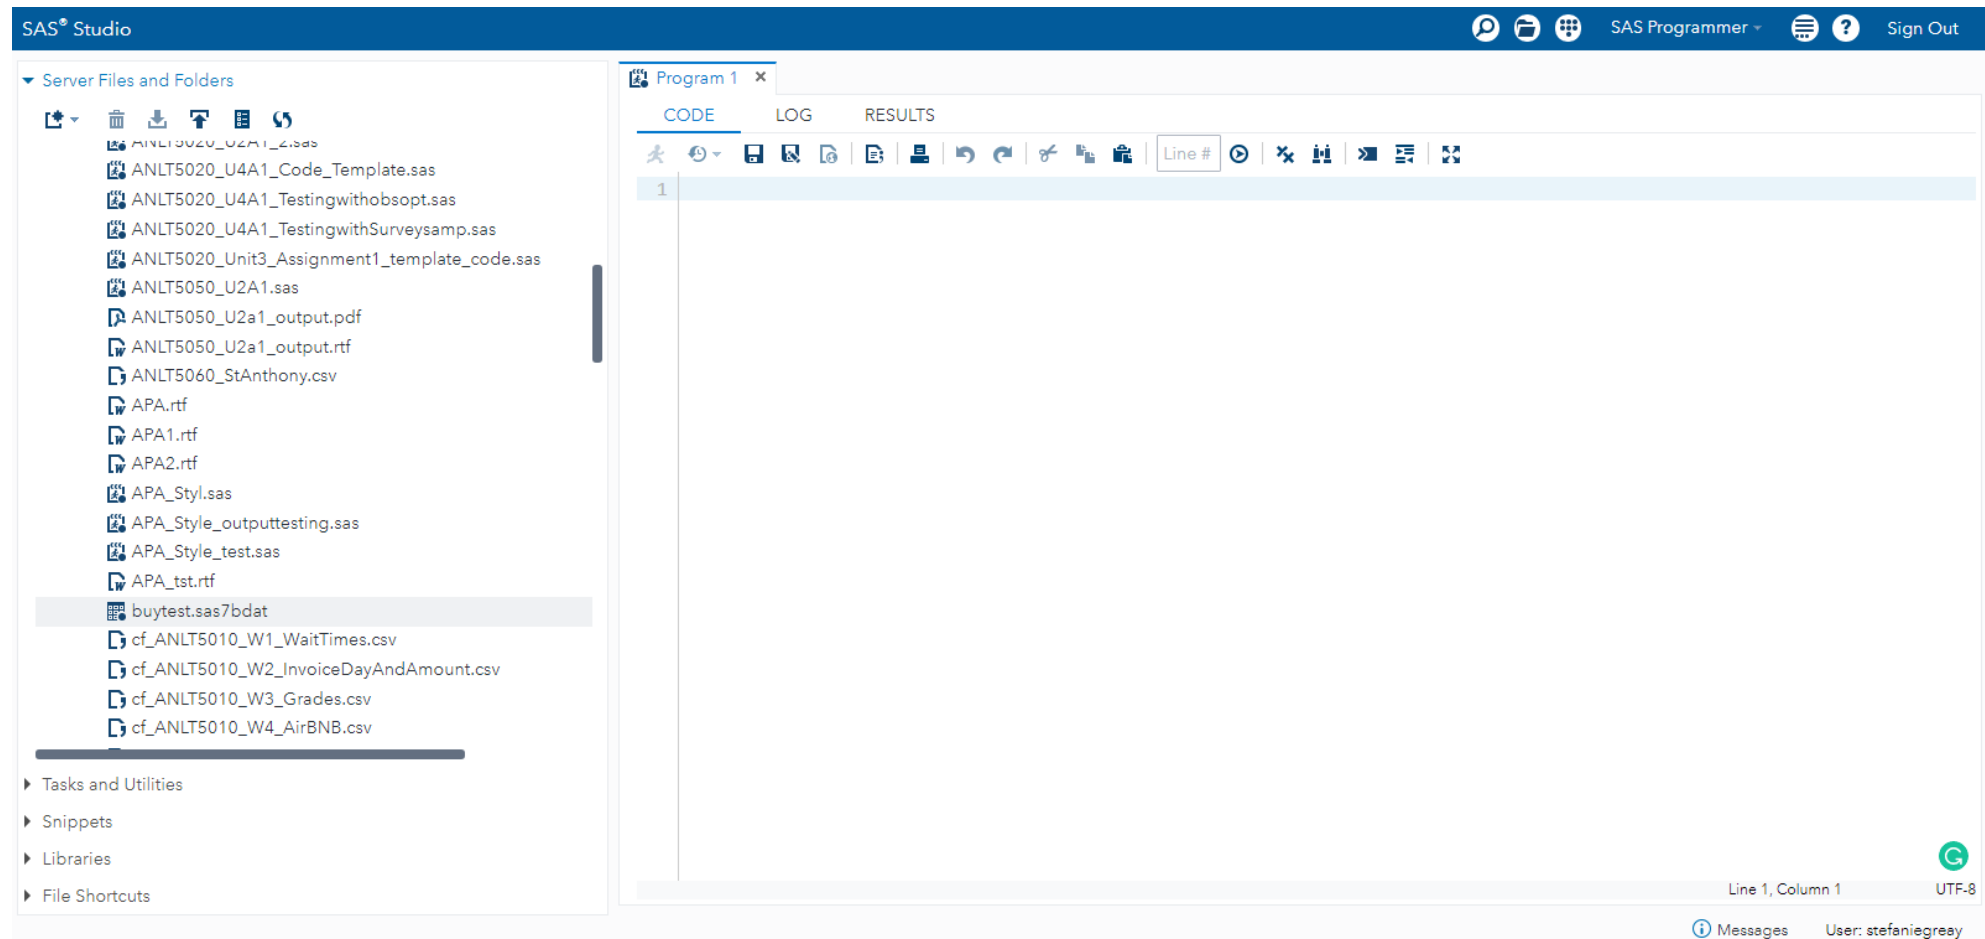 SAS® Studio
SAS Programmer
Sign Out
Server Files and Folders
ANLT5020_U2A1_2.sas
ANLT5020_U4A1_Code_Template.sas
ANLT5020_U4A1_Testingwithobsopt.sas
ANLT5020_U4A1_TestingwithSurveysamp.sas
ANLT5020_Unit3_Assignment1_template_code.sas
ANLT5050_U2A1.sas
ANLT5050_U2a1_output.pdf
ANLT5050_U2a1_output.rtf
ANLT5060_StAnthony.csv
APA.rtf
APA1.rtf
APA2.rtf
APA_Styl.sas
APA_Style_outputtesting.sas
APA_Style_test.sas
APA_tst.rtf
buytest.sas7bdat
cf_ANLT5010_W1_WaitTimes.csv
cf_ANLT5010_W2_InvoiceDayAndAmount.csv
cf_ANLT5010_W3_Grades.csv
cf_ANLT5010_W4_AirBNB.csv
Tasks and Utilities
Snippets
Libraries
File Shortcuts
Program 1
CODE LOG RESULTS
Line #
1
Line 1, Column 1
UTF-8
Messages
User: stefaniegreay